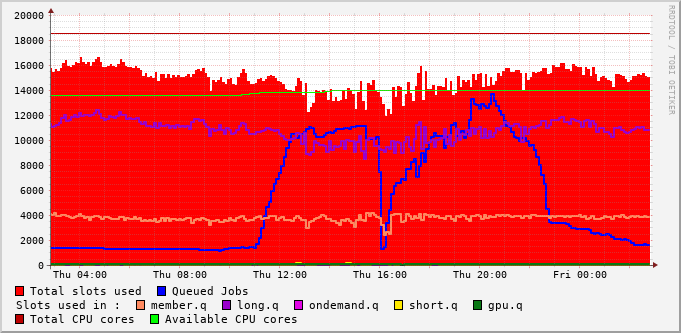 20000
18000
16000
14000
12000
10000
8000
6000
4000
2000
0
Thu 04:00 Thu 08:00 Thu 12:00 Thu 16:00 Thu 20:00 Fri 00:00
RRDTOOL / TOBI OETIKER
Total slots used Queued Jobs
Slots used in : member.q long.q ondemand.q short.q gpu.q
Total CPU cores Available CPU cores